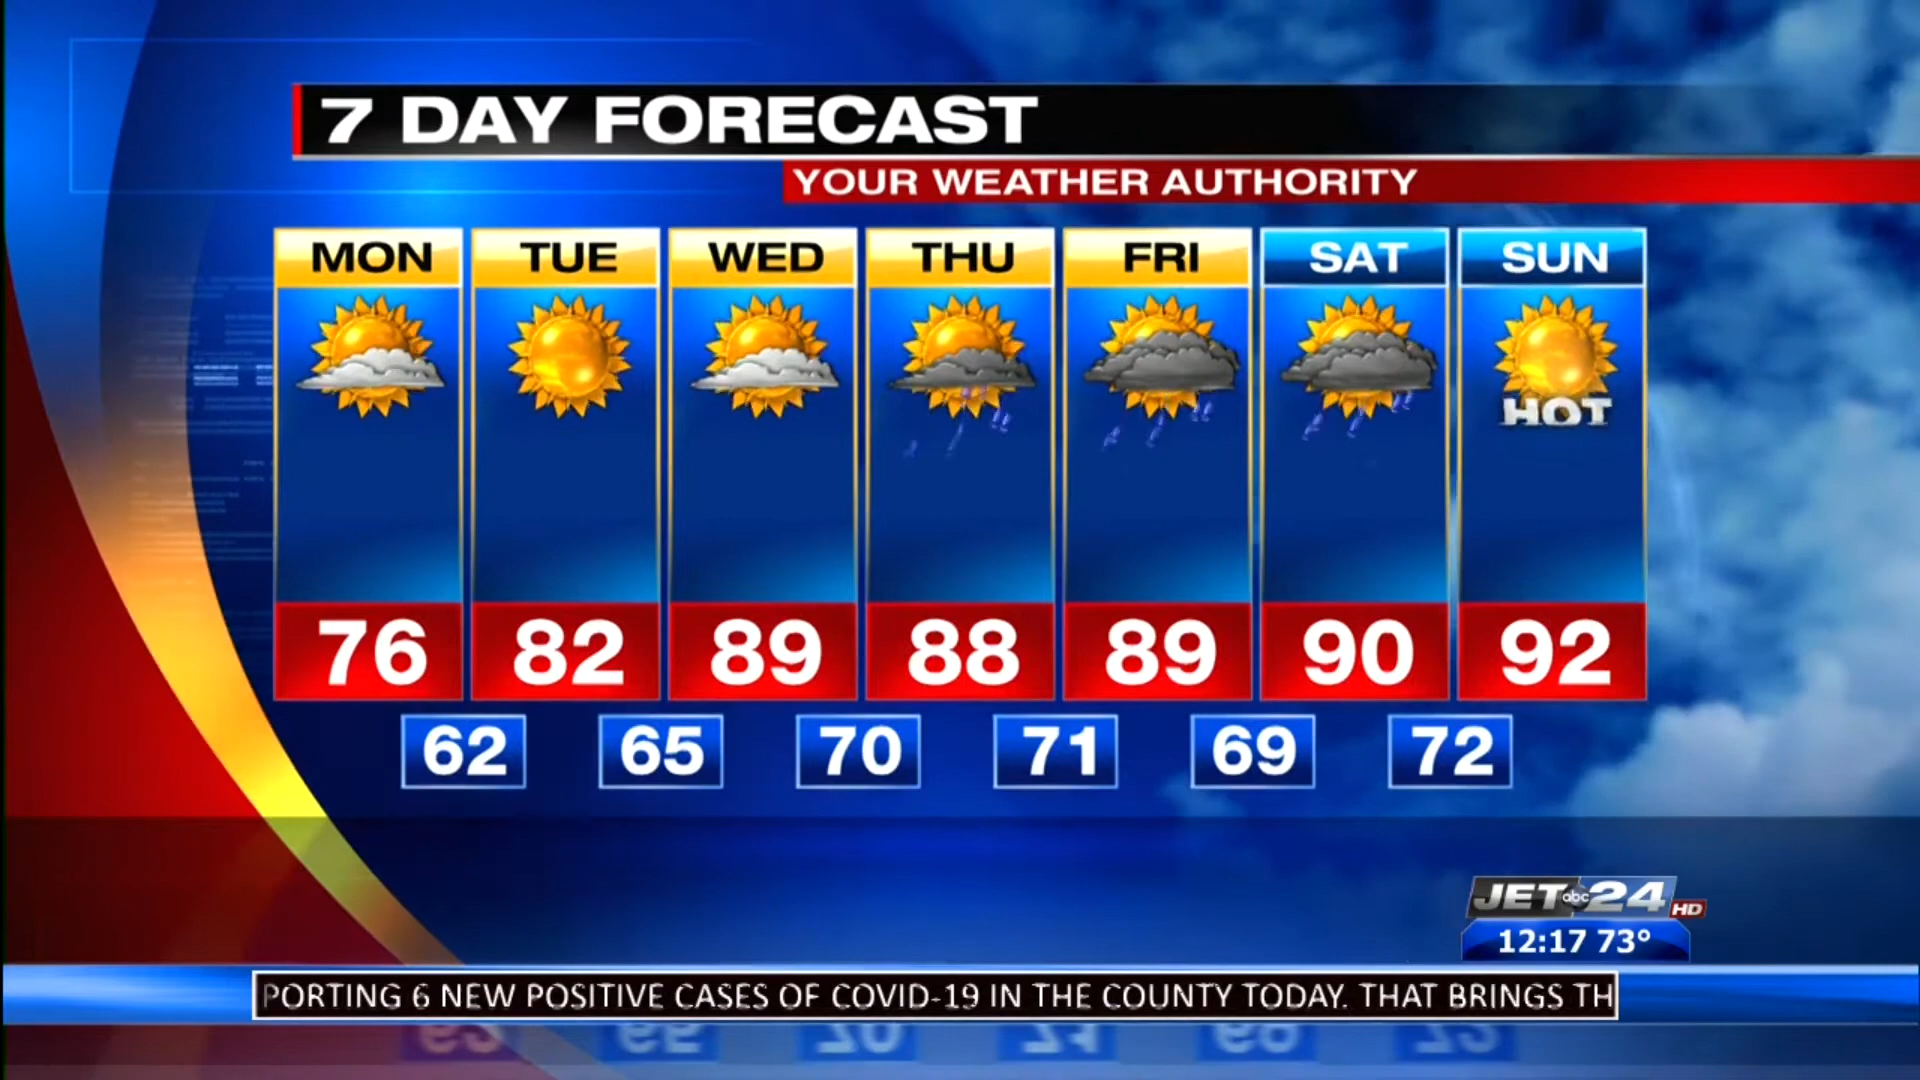 7 DAY FORECAST
YOUR WEATHER AUTHORITY
MON TUE WED THU FRI SAT SUN
HOT
76 82 89 88 89 90 92
62 65 70 71 69 72
JET abc 24 HD
12:17 73°
PORTING 6 NEW POSITIVE CASES OF COVID-19 IN THE COUNTY TODAY. THAT BRINGS TH